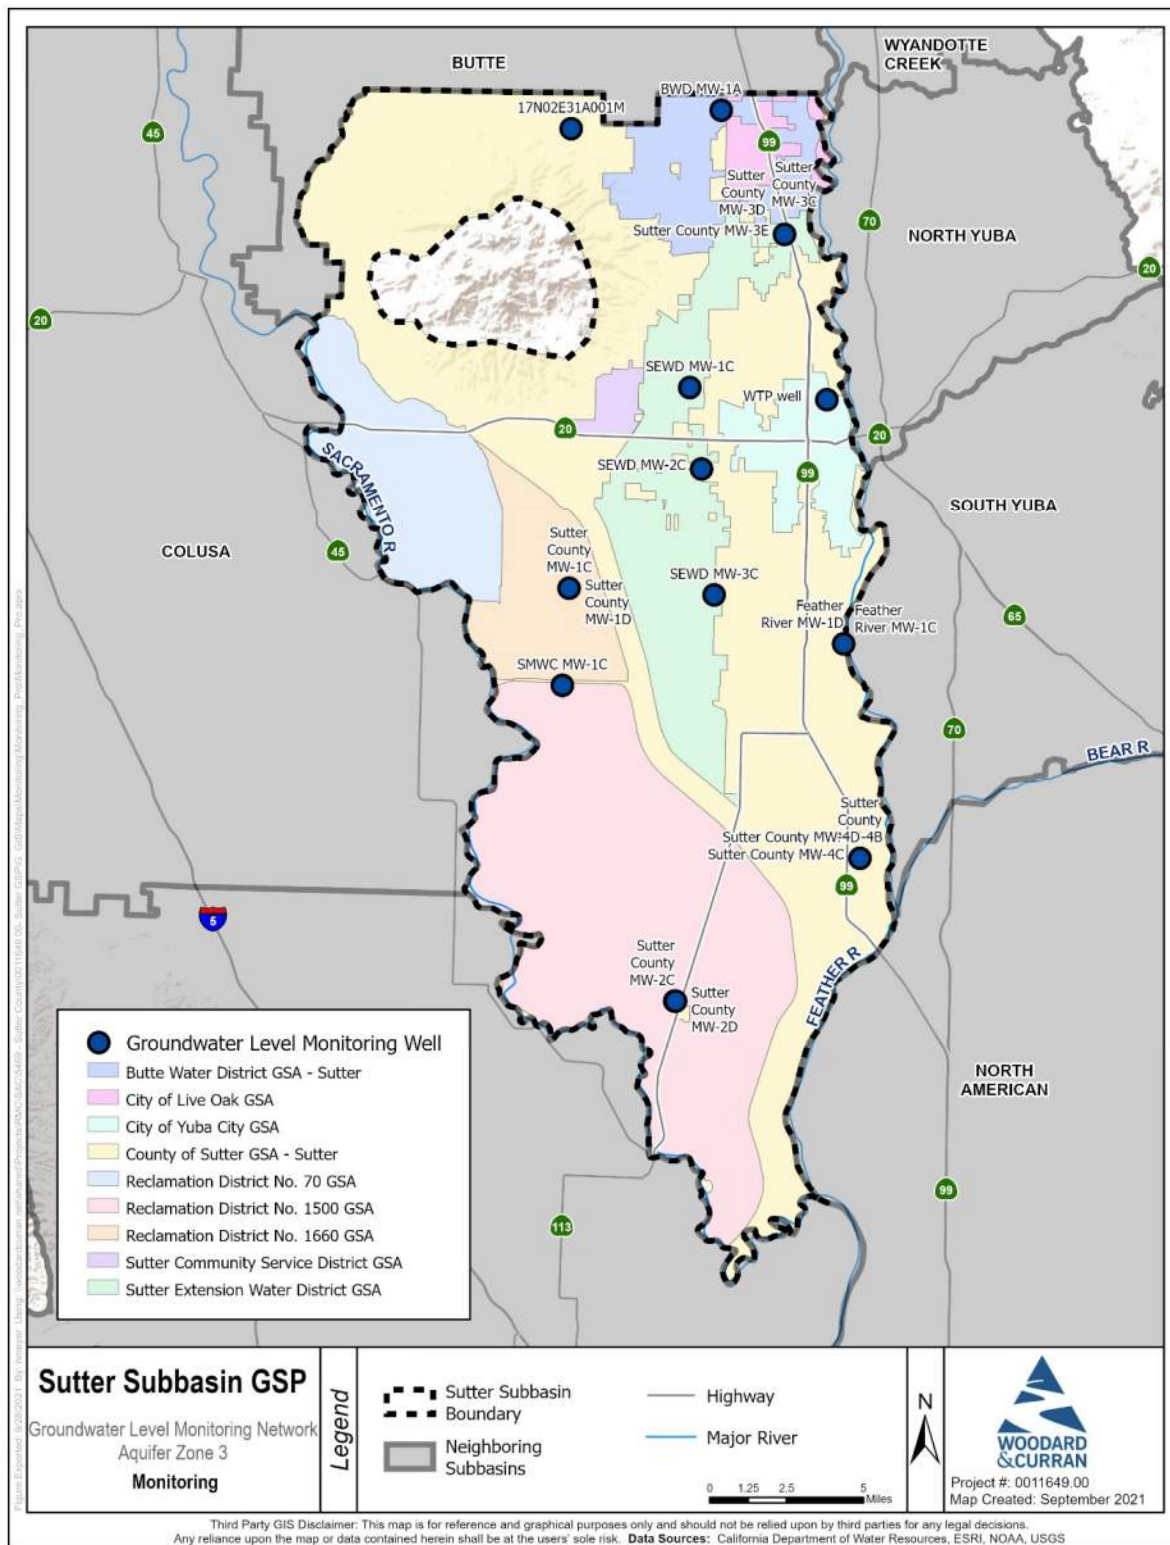 BUTTE
WYANDOTTE
CREEK
45
17N02E31A001M
BWD MW-1A
99
Sutter
County
MW-3D
Sutter
County
MW-3C
Sutter County MW-3E
70
NORTH YUBA
20
20
SEWD MW-1C
WTP well
20
20
SACRAMENTO R
SEWD MW-2C
99
SOUTH YUBA
COLUSA
45
Sutter
County
MW-1C
Sutter
County
MW-1D
SEWD MW-3C
Feather
River MW-1D
Feather
River MW-1C
65
SMWC MW-1C
70
BEAR R
Sutter
County
Sutter County MW-4D-4B
Sutter County MW-4C
99
5
Sutter
County
MW-2C
Sutter
County
MW-2D
FEATHER R
NORTH
AMERICAN
99
113
Groundwater Level Monitoring Well
Butte Water District GSA - Sutter
City of Live Oak GSA
City of Yuba City GSA
County of Sutter GSA - Sutter
Reclamation District No. 70 GSA
Reclamation District No. 1500 GSA
Reclamation District No. 1660 GSA
Sutter Community Service District GSA
Sutter Extension Water District GSA
Sutter Subbasin GSP
Groundwater Level Monitoring Network
Aquifer Zone 3
Monitoring
Legend
Sutter Subbasin
Boundary
Neighboring
Subbasins
Highway
Major River
0 1.25 2.5 5
Miles
N
WOODARD
&CURRAN
Project #: 0011649.00
Map Created: September 2021
Third Party GIS Disclaimer: This map is for reference and graphical purposes only and should not be relied upon by third parties for any legal decisions.
Any reliance upon the map or data contained herein shall be at the users' sole risk. Data Sources: California Department of Water Resources, ESRI, NOAA, USGS